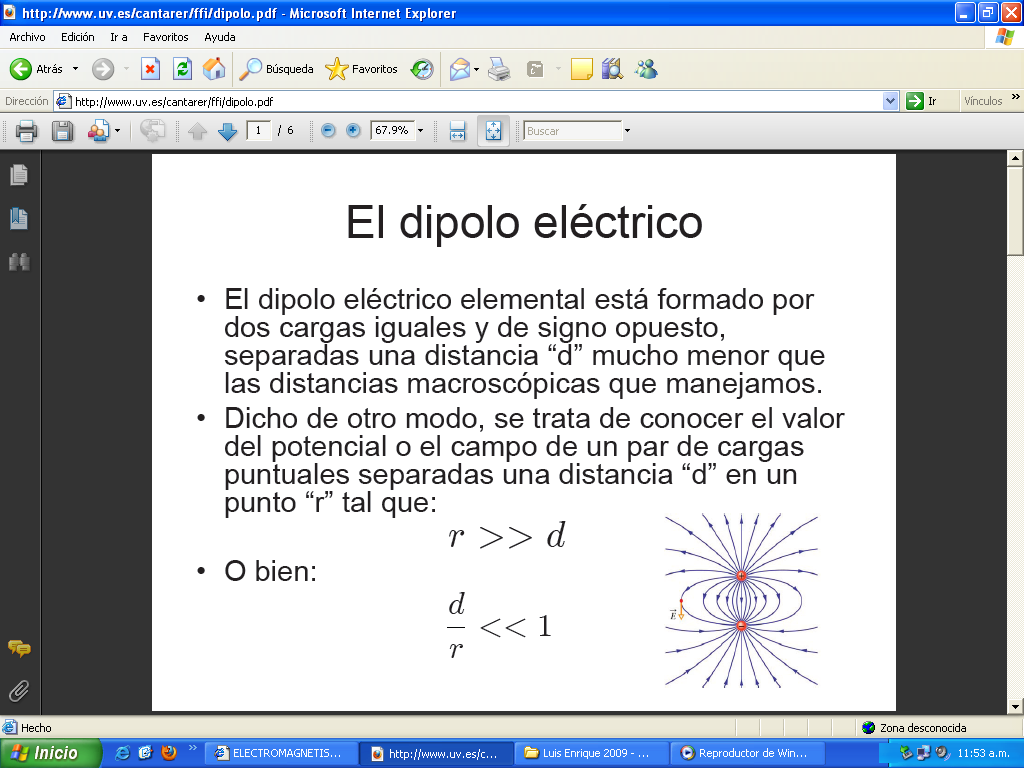 http://www.uv.es/cantarer/ffi/dipolo.pdf - Microsoft Internet Explorer
Archivo Edición Ir a Favoritos Ayuda
Atrás Búsqueda Favoritos
Dirección http://www.uv.es/cantarer/ffi/dipolo.pdf Ir Vínculos »
1 / 6 67.9% Buscar
El dipolo eléctrico
• El dipolo eléctrico elemental está formado por
dos cargas iguales y de signo opuesto,
separadas una distancia “d” mucho menor que
las distancias macroscópicas que manejamos.
• Dicho de otro modo, se trata de conocer el valor
del potencial o el campo de un par de cargas
puntuales separadas una distancia “d” en un
punto “r” tal que:
r >> d
• O bien:
d
r << 1
E
Hecho Zona desconocida
Inicio » ELECTROMAGNETIS... http://www.uv.es/c... Luis Enrique 2009 - ... Reproductor de Win... 11:53 a.m.